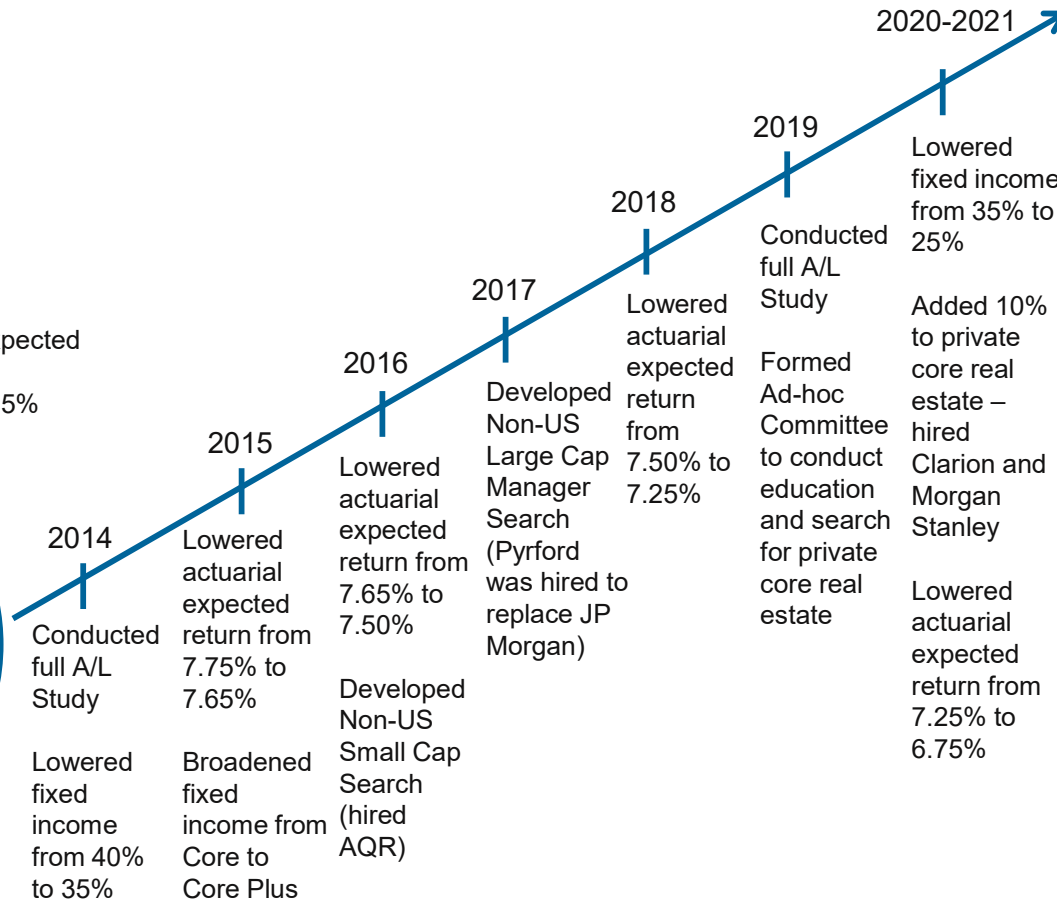 pected
5%
2014
Conducted
full A/L
Study
Lowered
fixed
income
from 40%
to 35%
2015
Lowered
actuarial
expected
return from
7.75% to
7.65%
Broadened
fixed
income from
Core to
Core Plus
2016
Lowered
actuarial
expected
return from
7.65% to
7.50%
Developed
Non-US
Small Cap
Search
(hired
AQR)
2017
Developed
Non-US
Large Cap
Manager
Search
(Pyrford
was hired to
replace JP
Morgan)
2018
Lowered
actuarial
expected
return
from
7.50% to
7.25%
2019
Conducted
full A/L
Study
Formed
Ad-hoc
Committee
to conduct
education
and search
for private
core real
estate
2020-2021
Lowered
fixed income
from 35% to
25%
Added 10%
to private
core real
estate –
hired
Clarion and
Morgan
Stanley
Lowered
actuarial
expected
return from
7.25% to
6.75%